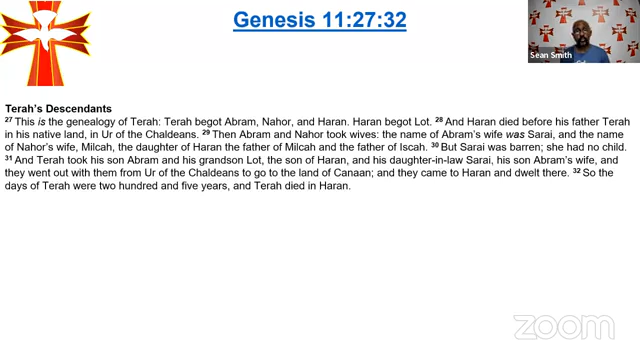 Genesis 11:27:32
Sean Smith
Terah's Descendants
27 This is the genealogy of Terah: Terah begot Abram, Nahor, and Haran. Haran begot Lot. 28 And Haran died before his father Terah
in his native land, in Ur of the Chaldeans. 29 Then Abram and Nahor took wives: the name of Abram's wife was Sarai, and the name
of Nahor's wife, Milcah, the daughter of Haran the father of Milcah and the father of Iscah. 30 But Sarai was barren; she had no child.
31 And Terah took his son Abram and his grandson Lot, the son of Haran, and his daughter-in-law Sarai, his son Abram's wife, and
they went out with them from Ur of the Chaldeans to go to the land of Canaan; and they came to Haran and dwelt there. 32 So the
days of Terah were two hundred and five years, and Terah died in Haran.
zoom